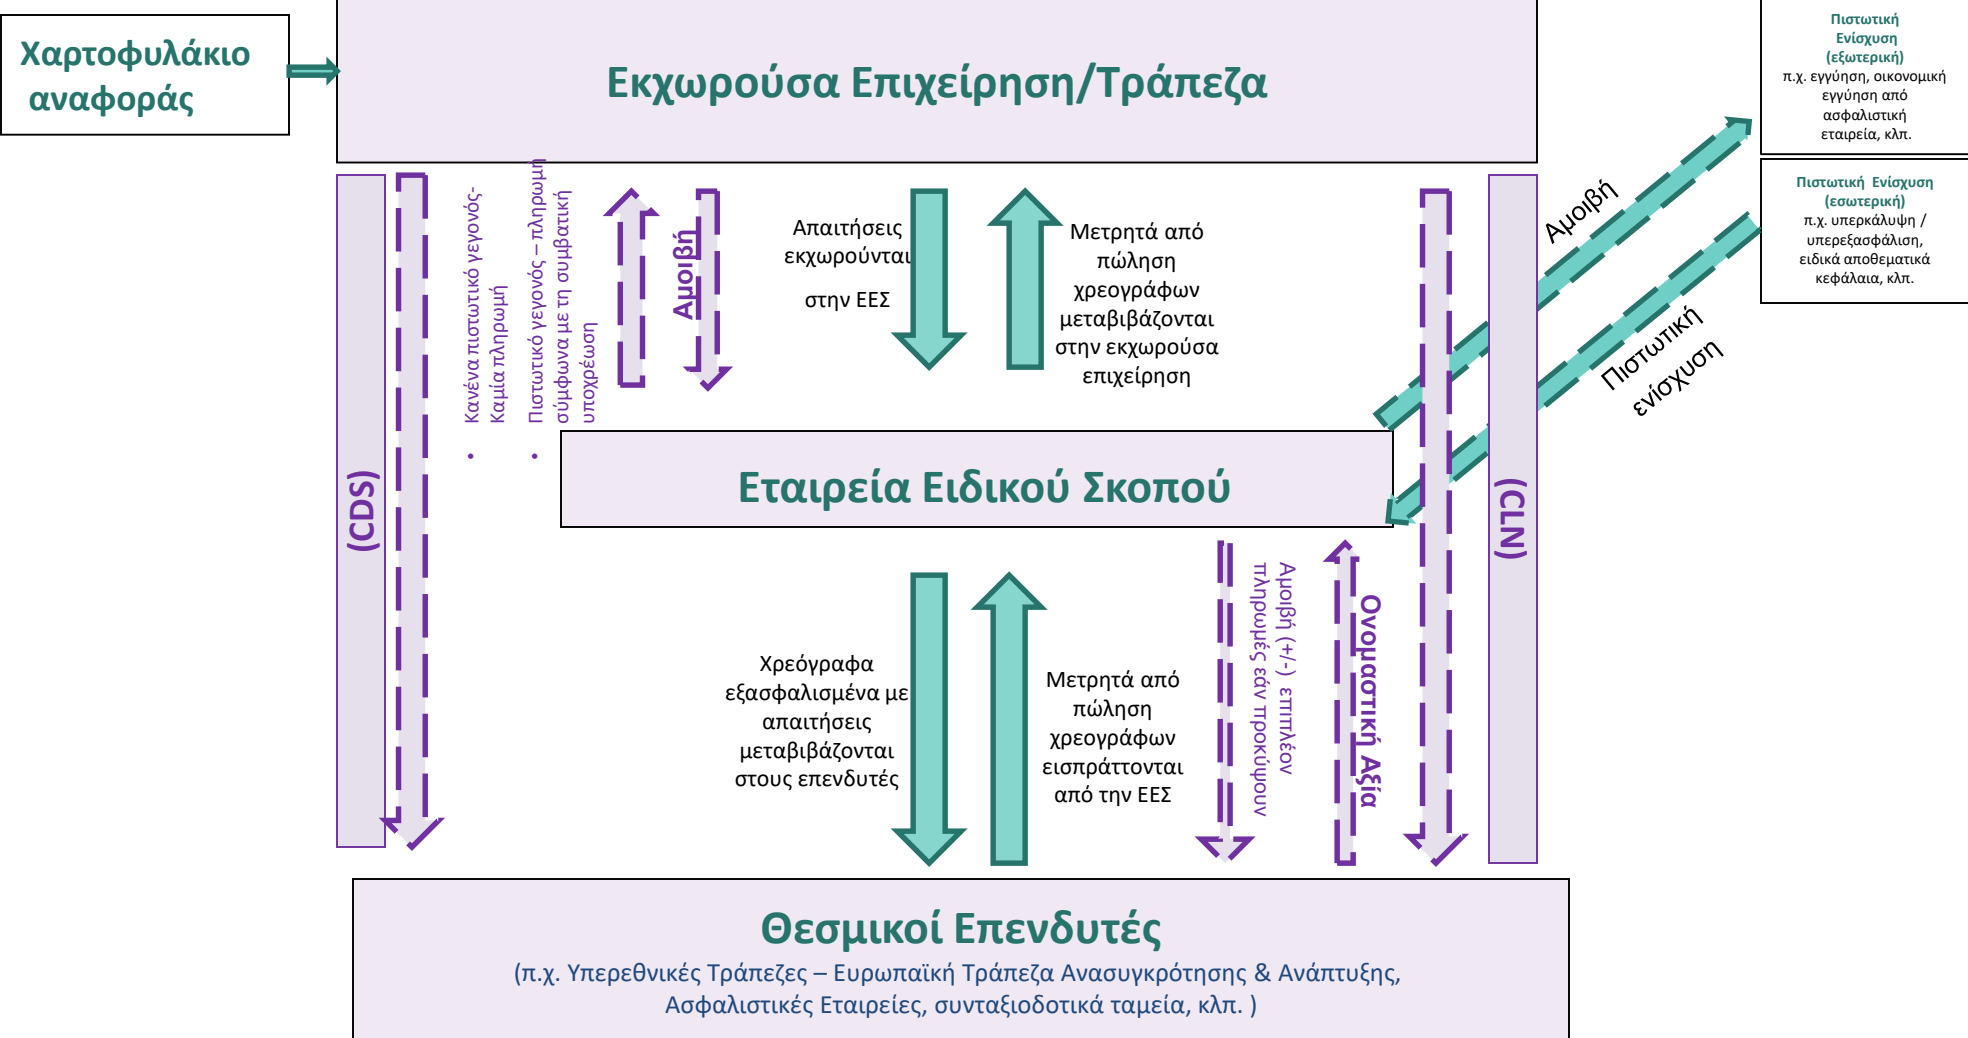 Χαρτοφυλάκιο
αναφοράς
Εκχωρούσα Επιχείρηση/Τράπεζα
Πιστωτική
Ενίσχυση
(εξωτερική)
π.χ. εγγύηση, οικονομική
εγγύηση από
ασφαλιστική
εταιρεία, κλπ.
Πιστωτική Ενίσχυση
(εσωτερική)
π.χ. υπερκάλυψη /
υπερεξασφάλιση,
ειδικά αποθεματικά
κεφάλαια, κλπ.
(CDS)
• Κανένα πιστωτικό γεγονός-
Καμία πληρωμή
• Πιστωτικό γεγονός – πληρωμή
σύμφωνα με τη συμβατική
υποχρέωση
Αμοιβή
Απαιτήσεις
εκχωρούνται
στην ΕΕΣ
Μετρητά από
πώληση
χρεογράφων
μεταβιβάζονται
στην εκχωρούσα
επιχείρηση
Αμοιβή
Πιστωτική
ενίσχυση
(CLN)
Εταιρεία Ειδικού Σκοπού
Χρεόγραφα
εξασφαλισμένα με
απαιτήσεις
μεταβιβάζονται
στους επενδυτές
Μετρητά από
πώληση
χρεογράφων
εισπράττονται
από την ΕΕΣ
Αμοιβή (+/-) επιπλέον
πληρωμές εάν προκύψουν
Ονομαστική Αξία
Θεσμικοί Επενδυτές
(π.χ. Υπερεθνικές Τράπεζες – Ευρωπαϊκή Τράπεζα Ανασυγκρότησης & Ανάπτυξης,
Ασφαλιστικές Εταιρείες, συνταξιοδοτικά ταμεία, κλπ. )